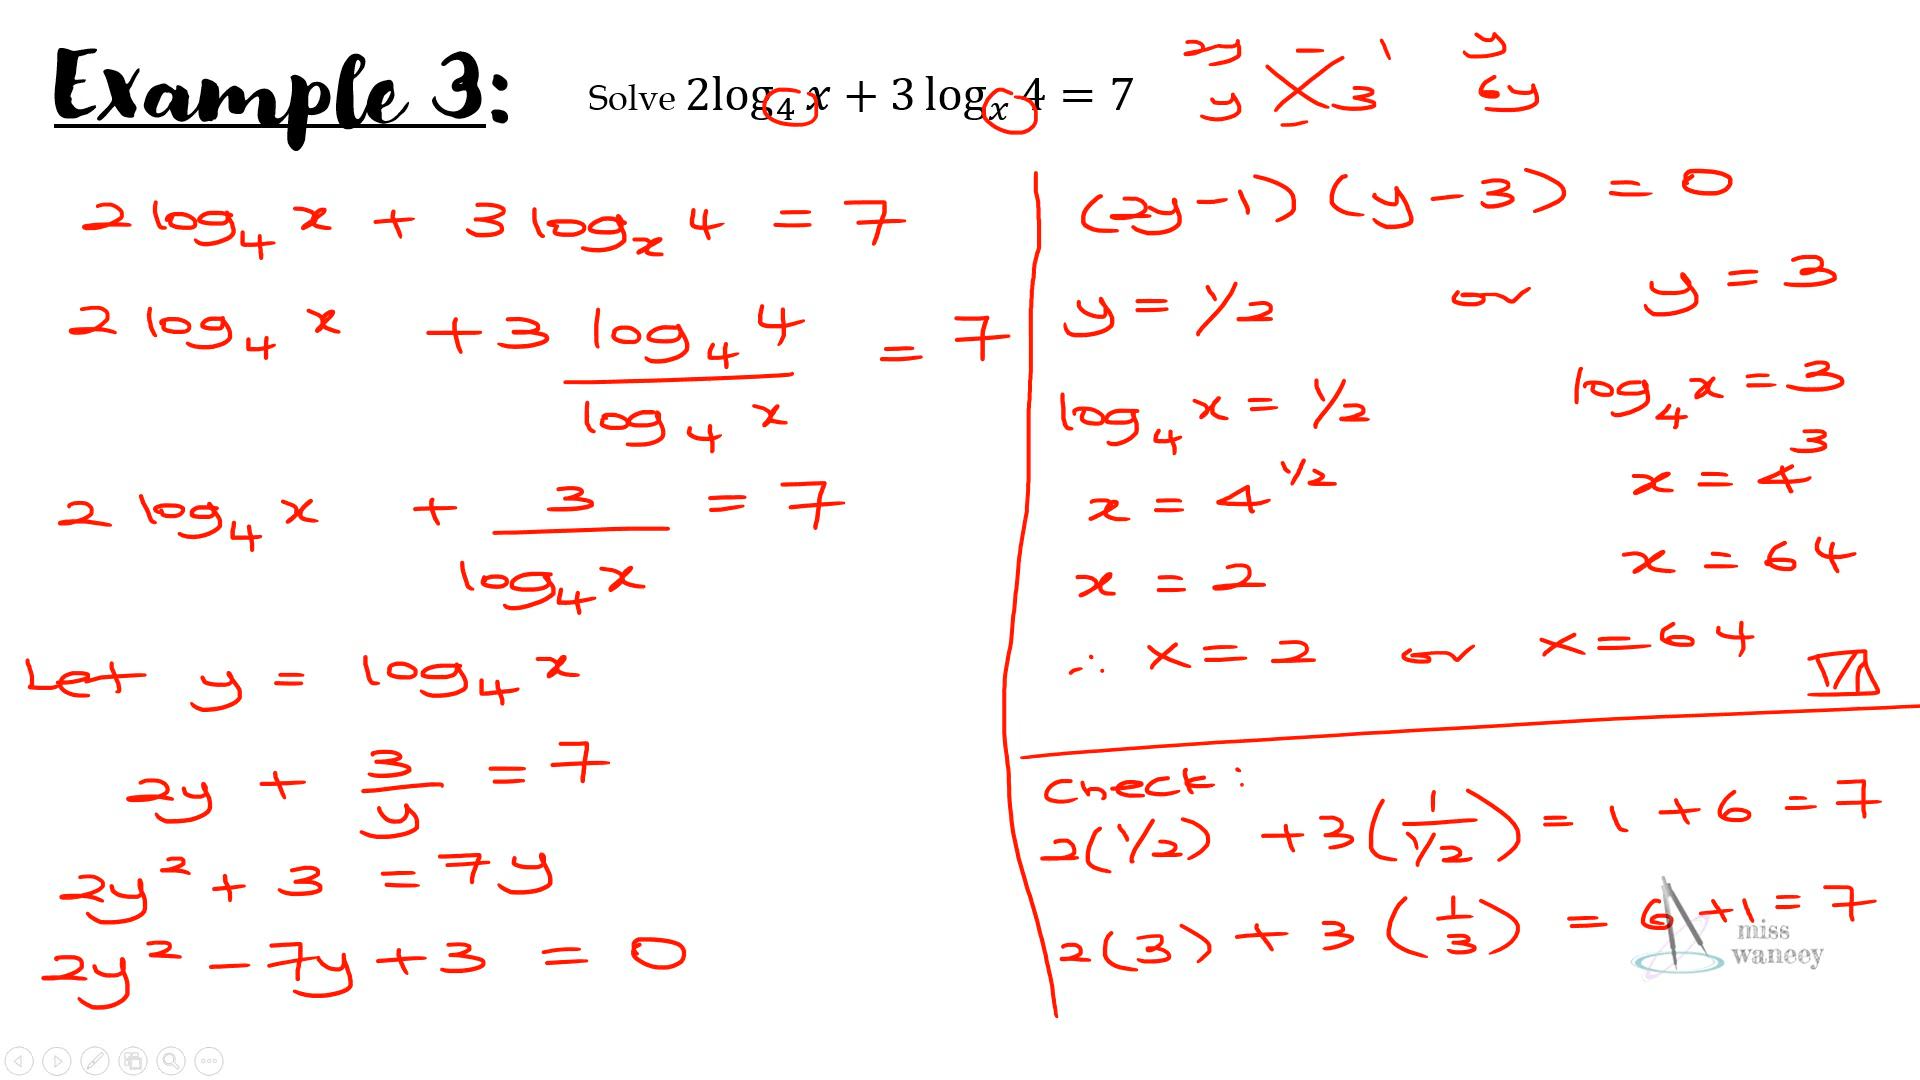 Example 3:
Solve 2log₄ x + 3 logₓ 4 = 7
2y - 1 y
y - 3 6y
2 log₄ x + 3 logₓ 4 = 7
2 log₄ x + 3 log₄ 4 / log₄ x = 7
2 log₄ x + 3 / log₄ x = 7
Let y = log₄ x
2y + 3/y = 7
2y² + 3 = 7y
2y² - 7y + 3 = 0
(2y - 1) (y - 3) = 0
y = 1/2 or y = 3
log₄ x = 1/2 log₄ x = 3
x = 4^1/2 x = 4³
x = 2 x = 64
∴ x = 2 or x = 64
Check:
2(1/2) + 3(1 / 1/2) = 1 + 6 = 7
2(3) + 3(1/3) = 6 + 1 = 7
miss
waneey